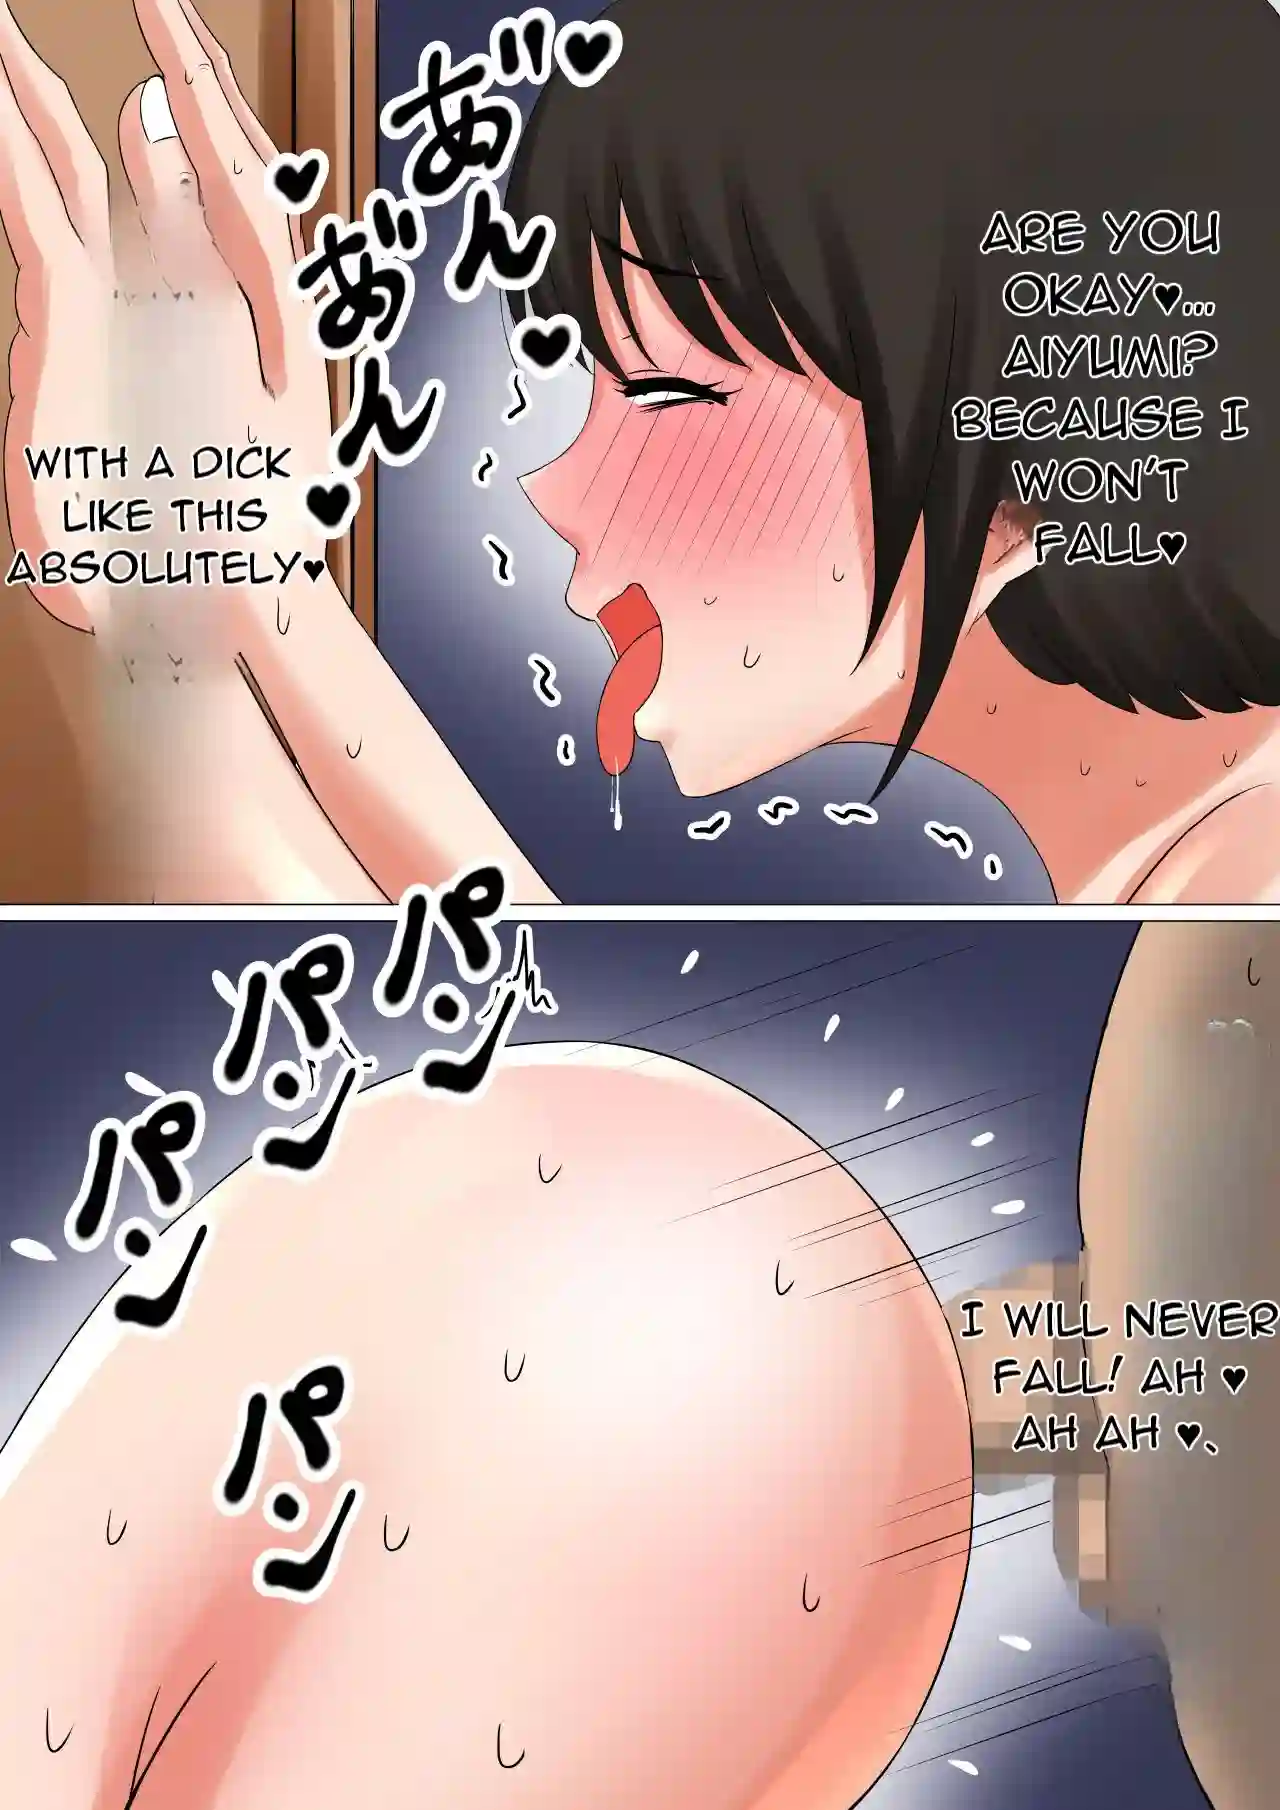 あ゛ん♥
あ゛ん♥
♥
♥
ARE YOU
OKAY♥...
AIYUMI?
BECAUSE I
WON'T
FALL♥
WITH A DICK
LIKE THIS
ABSOLUTELY♥
パン
パン
パン
パン
I WILL NEVER
FALL! AH ♥
AH AH ♥、